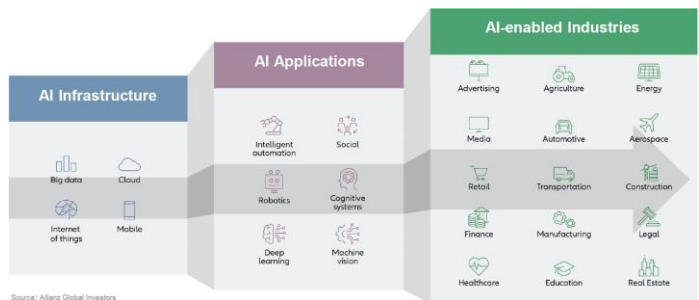 AI Infrastructure
Big data
Cloud
Internet
of things
Mobile
AI Applications
Intelligent
automation
Social
Robotics
Cognitive
systems
Deep
learning
Machine
vision
AI-enabled Industries
Advertising
Agriculture
Energy
Media
Automotive
Aerospace
Retail
Transportation
Construction
Finance
Manufacturing
Legal
Healthcare
Education
Real Estate
Source: Allianz Global Investors